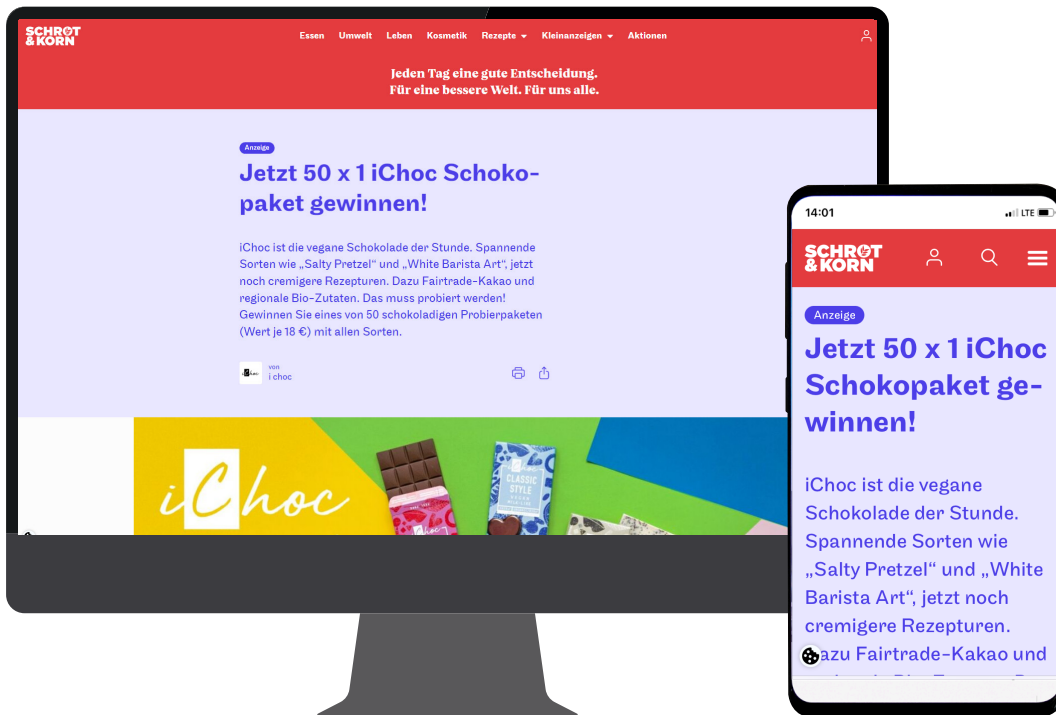 SCHROT
& KORN
Essen Umwelt Leben Kosmetik Rezepte Kleinanzeigen Aktionen
Jeden Tag eine gute Entscheidung.
Für eine bessere Welt. Für uns alle.
Anzeige
Jetzt 50 x 1 iChoc Schoko-
paket gewinnen!
iChoc ist die vegane Schokolade der Stunde. Spannende
Sorten wie „Salty Pretzel“ und „White Barista Art“, jetzt
noch cremigere Rezepturen. Dazu Fairtrade-Kakao und
regionale Bio-Zutaten. Das muss probiert werden!
Gewinnen Sie eines von 50 schokoladigen Probierpaketen
(Wert je 18 €) mit allen Sorten.
von
i choc
iChoc
CLASSIC
STYLE
VEGAN
14:01 LTE
SCHROT
& KORN
Anzeige
Jetzt 50 x 1 iChoc
Schokopaket ge-
winnen!
iChoc ist die vegane
Schokolade der Stunde.
Spannende Sorten wie
„Salty Pretzel“ und „White
Barista Art“, jetzt noch
cremigere Rezepturen.
azu Fairtrade-Kakao und